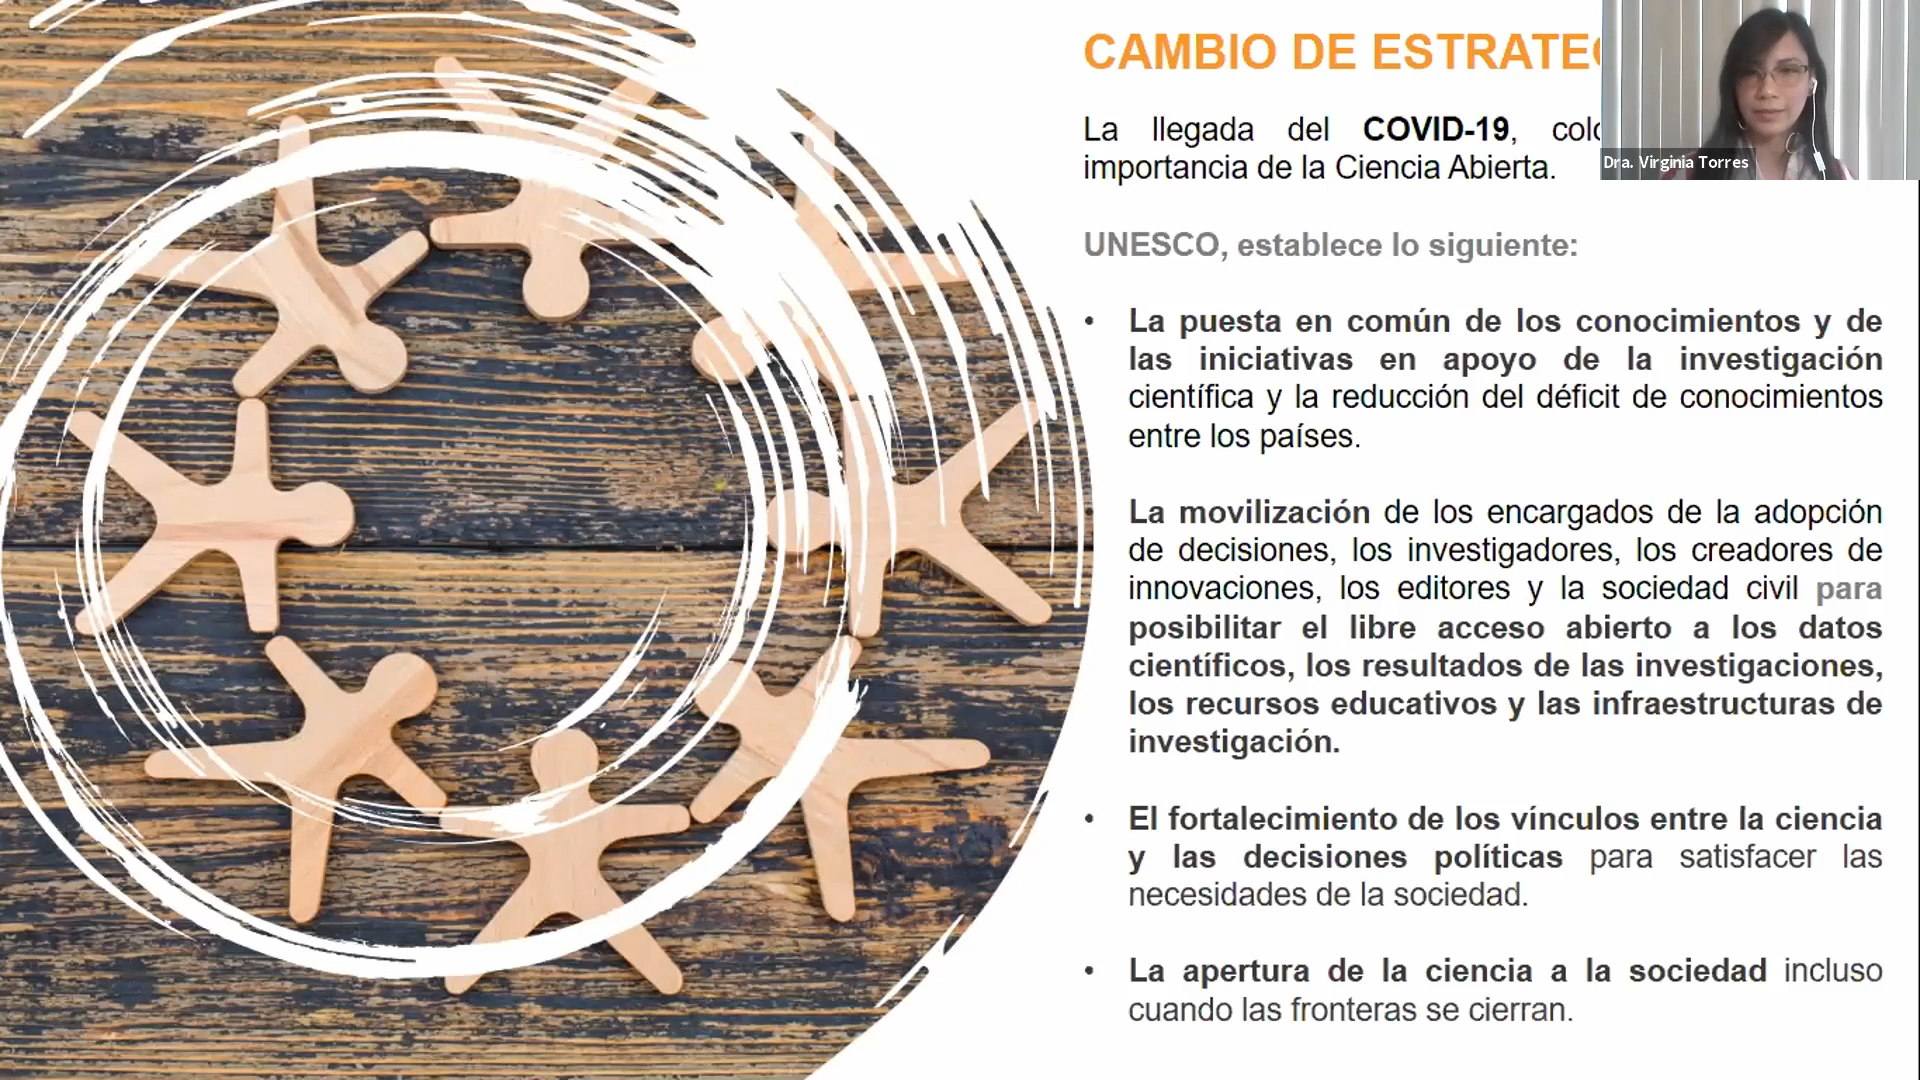 CAMBIO DE
La llegada del COVID-19,
importancia de la Ciencia Abierta.
Dra. Virginia Torres
UNESCO, establece lo siguiente:
• La puesta en común de los conocimientos y de
las iniciativas en apoyo de la investigación
científica y la reducción del déficit de conocimientos
entre los países.
La movilización de los encargados de la adopción
de decisiones, los investigadores, los creadores de
innovaciones, los editores y la sociedad civil para
posibilitar el libre acceso abierto a los datos
científicos, los resultados de las investigaciones,
los recursos educativos y las infraestructuras de
investigación.
• El fortalecimiento de los vínculos entre la ciencia
y las decisiones políticas para satisfacer las
necesidades de la sociedad.
• La apertura de la ciencia a la sociedad incluso
cuando las fronteras se cierran.